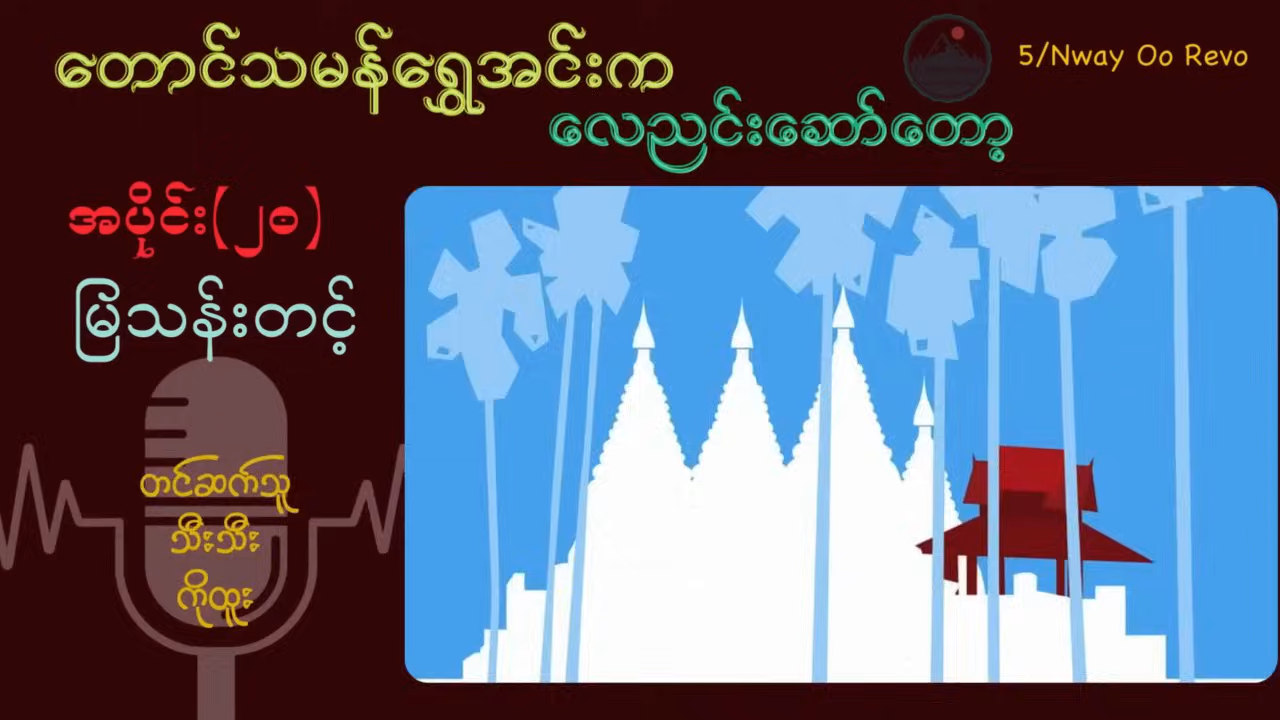 တောင်သမန်ရွှေအင်းက
5/Nway Oo Revo
လေညင်းဆော်တော့
အပိုင်း(၂၈)
မြသန်းတင့်
တင်ဆက်သူ
သီးသီး
ကိုထူး